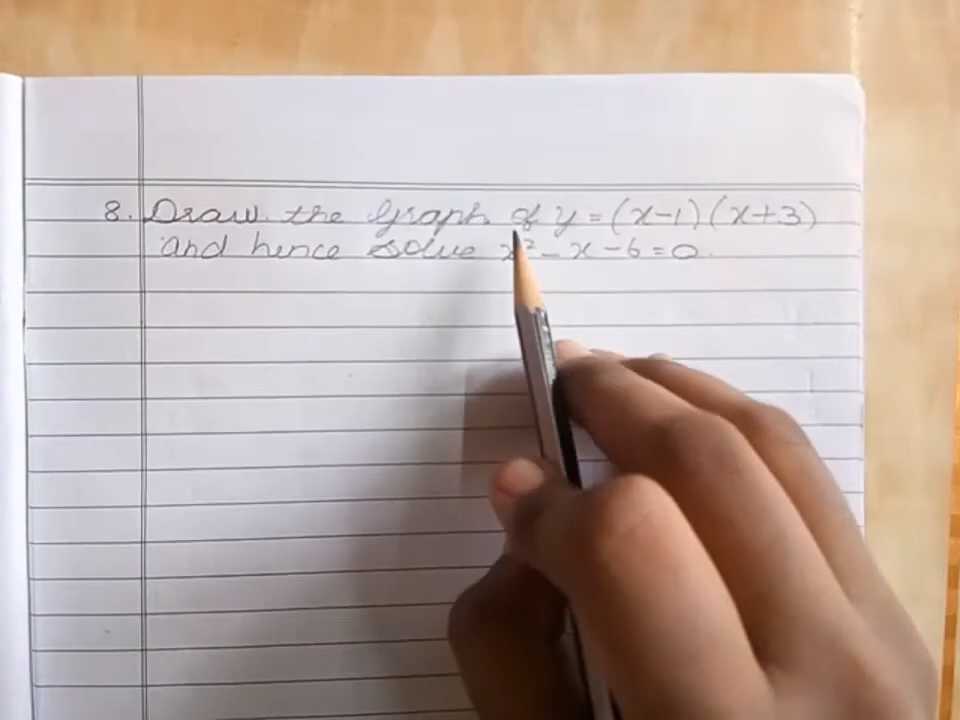 8. Draw the Graph of y = (x-1)(x+3)
and hence solve x² - x - 6 = 0.